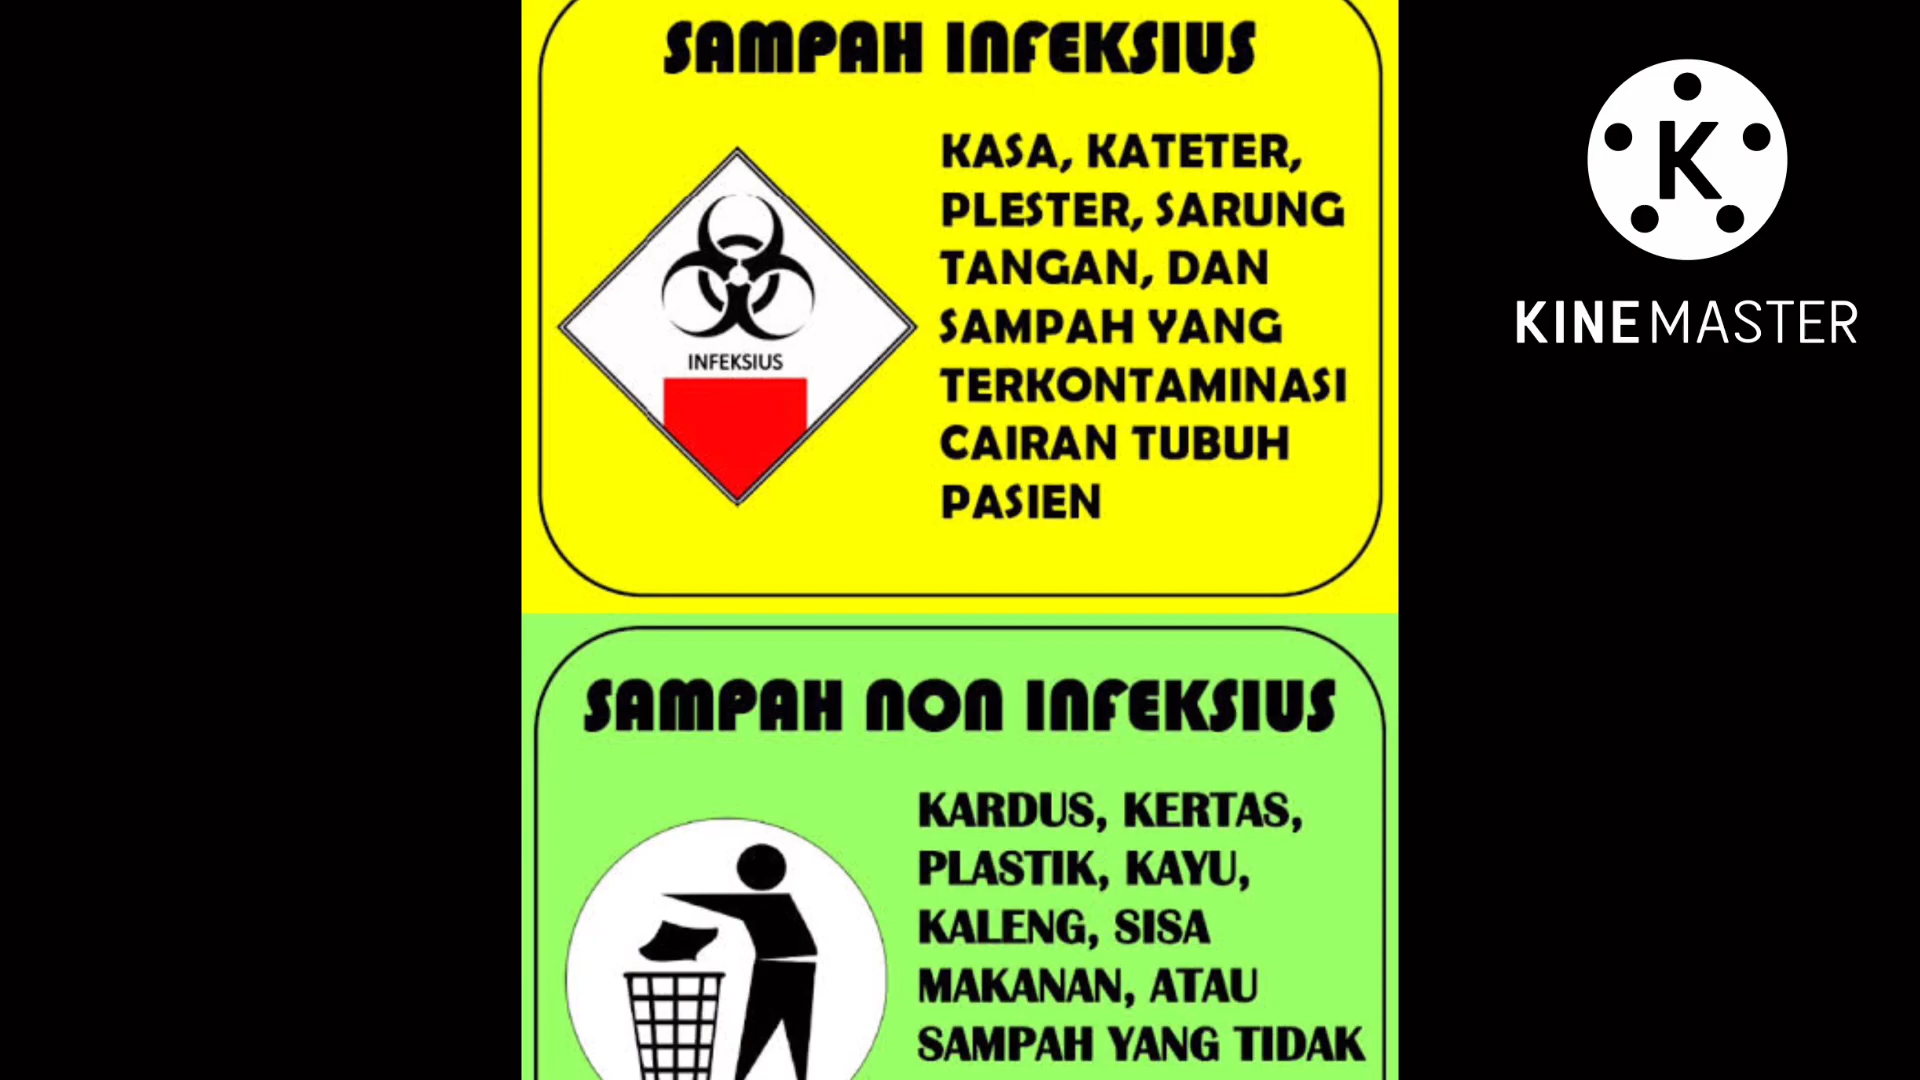 SAMPAH INFEKSIUS
KASA, KATETER,
PLESTER, SARUNG
TANGAN, DAN
SAMPAH YANG
TERKONTAMINASI
CAIRAN TUBUH
PASIEN
INFEKSIUS
SAMPAH NON INFEKSIUS
KARDUS, KERTAS,
PLASTIK, KAYU,
KALENG, SISA
MAKANAN, ATAU
SAMPAH YANG TIDAK
K
KINEMASTER